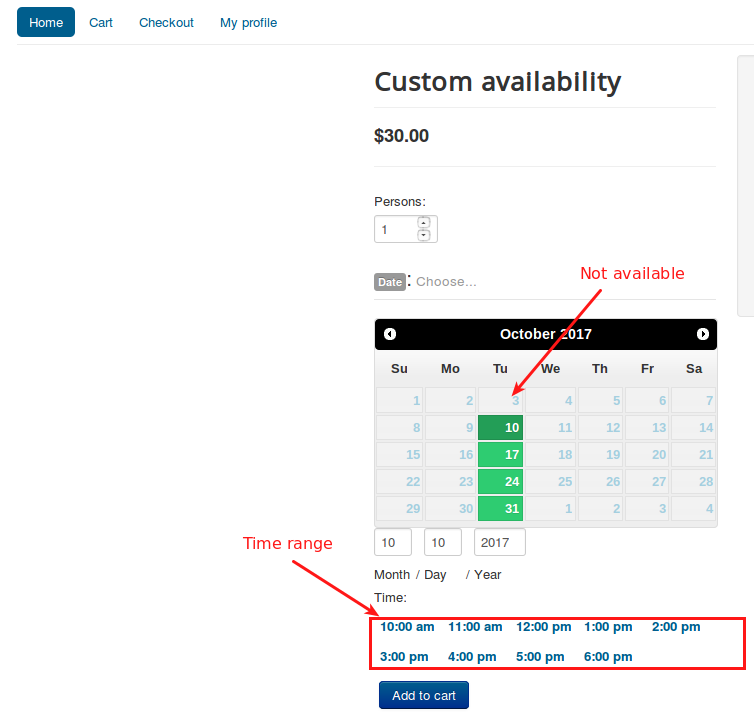 Home Cart Checkout My profile
Custom availability
$30.00
Persons:
1
Not available
Date : Choose...
October 2017
Su Mo Tu We Th Fr Sa
1 2 3 4 5 6 7
8 9 10 11 12 13 14
15 16 17 18 19 20 21
22 23 24 25 26 27 28
29 30 31 1 2 3 4
Time range
10 10 2017
Month / Day / Year
Time:
10:00 am 11:00 am 12:00 pm 1:00 pm 2:00 pm
3:00 pm 4:00 pm 5:00 pm 6:00 pm
Add to cart